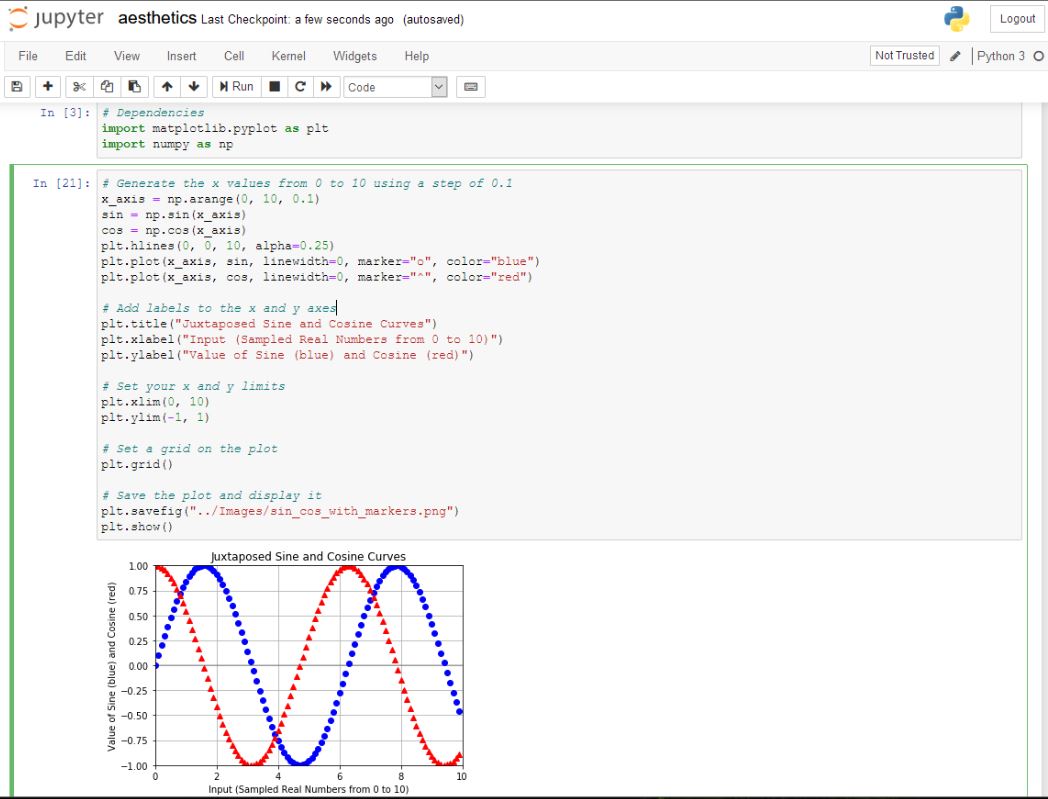 jupyter aesthetics Last Checkpoint: a few seconds ago (autosaved) Logout
File Edit View Insert Cell Kernel Widgets Help Not Trusted Python 3
Run Code
In [3]: # Dependencies
import matplotlib.pyplot as plt
import numpy as np
In [21]: # Generate the x values from 0 to 10 using a step of 0.1
x_axis = np.arange(0, 10, 0.1)
sin = np.sin(x_axis)
cos = np.cos(x_axis)
plt.hlines(0, 0, 10, alpha=0.25)
plt.plot(x_axis, sin, linewidth=0, marker="o", color="blue")
plt.plot(x_axis, cos, linewidth=0, marker="^", color="red")
# Add labels to the x and y axes
plt.title("Juxtaposed Sine and Cosine Curves")
plt.xlabel("Input (Sampled Real Numbers from 0 to 10)")
plt.ylabel("Value of Sine (blue) and Cosine (red)")
# Set your x and y limits
plt.xlim(0, 10)
plt.ylim(-1, 1)
# Set a grid on the plot
plt.grid()
# Save the plot and display it
plt.savefig("../Images/sin_cos_with_markers.png")
plt.show()
Juxtaposed Sine and Cosine Curves
Value of Sine (blue) and Cosine (red)
1.00
0.75
0.50
0.25
0.00
−0.25
−0.50
−0.75
−1.00
0 2 4 6 8 10
Input (Sampled Real Numbers from 0 to 10)